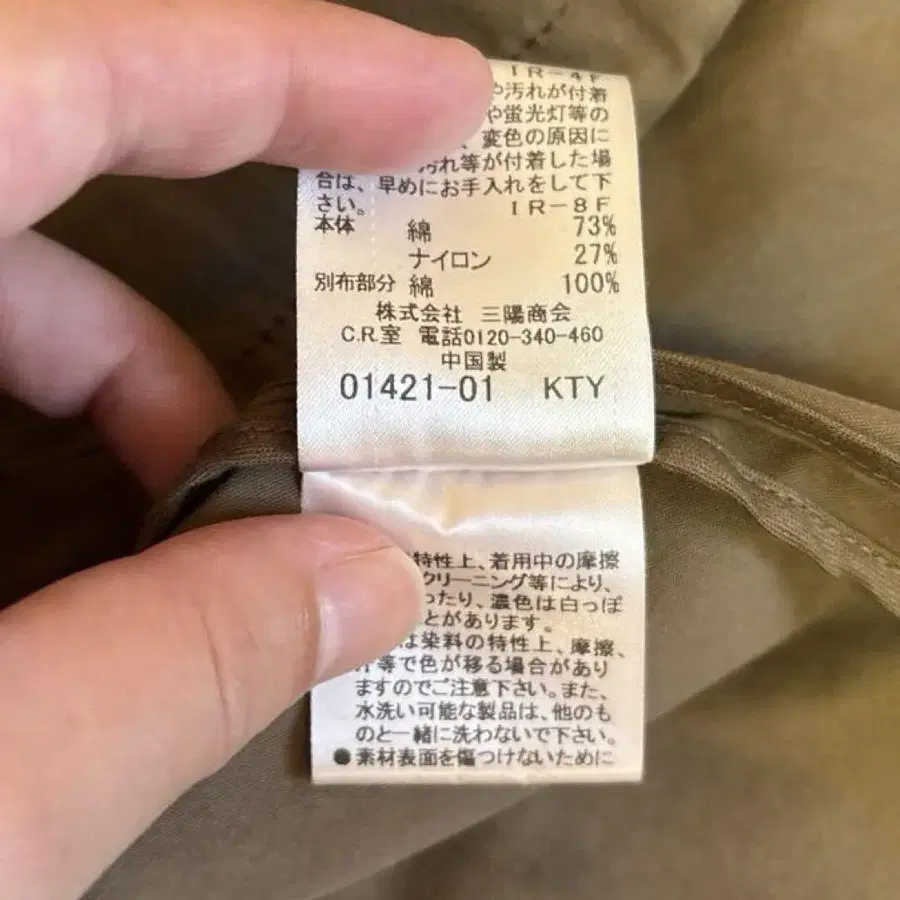 IR-4F
や汚れが付着
や蛍光灯等の
、変色の原因に
汚れ等が付着した場
合は、早めにお手入れをして下
さい。 IR-8F
本体 綿 73%
ナイロン 27%
別布部分 綿 100%
株式会社 三陽商会
C.R.室 電話0120-340-460
中国製
01421-01 KTY
特性上、着用中の摩擦
クリーニング等により、
ったり、濃色は白っぽ
とがあります。
は染料の特性上、摩擦、
汗等で色が移る場合があり
ますのでご注意下さい。また、
水洗い可能な製品は、他のも
のと一緒に洗わないで下さい。
●素材表面を傷つけないために